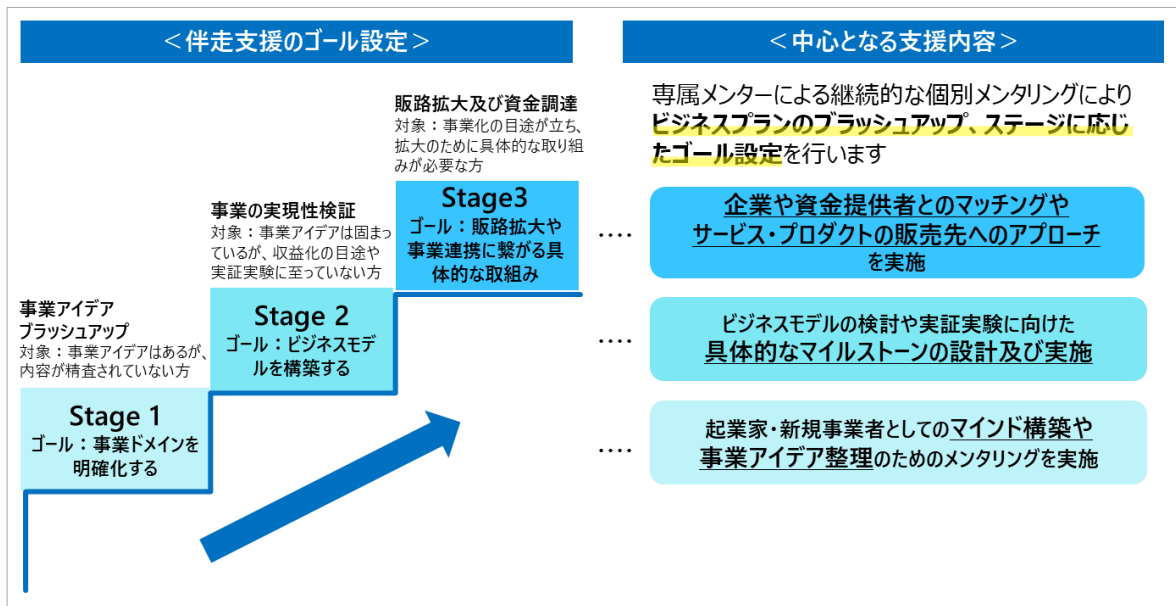 ＜伴走支援のゴール設定＞
販路拡大及び資金調達
対象：事業化の目途が立ち、
拡大のために具体的な取り組
みが必要な方
Stage3
ゴール：販路拡大や
事業連携に繋がる具
体的な取組み
事業の実現性検証
対象：事業アイデアは固まっ
ているが、収益化の目途や
実証実験に至っていない方
Stage 2
ゴール：ビジネスモデ
ルを構築する
事業アイデア
ブラッシュアップ
対象：事業アイデアはあるが、
内容が精査されていない方
Stage 1
ゴール：事業ドメインを
明確化する
＜中心となる支援内容＞
専属メンターによる継続的な個別メンタリングにより
ビジネスプランのブラッシュアップ、ステージに応じ
たゴール設定を行います
‥‥
企業や資金提供者とのマッチングや
サービス・プロダクトの販売先へのアプローチ
を実施
‥‥
ビジネスモデルの検討や実証実験に向けた
具体的なマイルストーンの設計及び実施
‥‥
起業家・新規事業者としてのマインド構築や
事業アイデア整理のためのメンタリングを実施